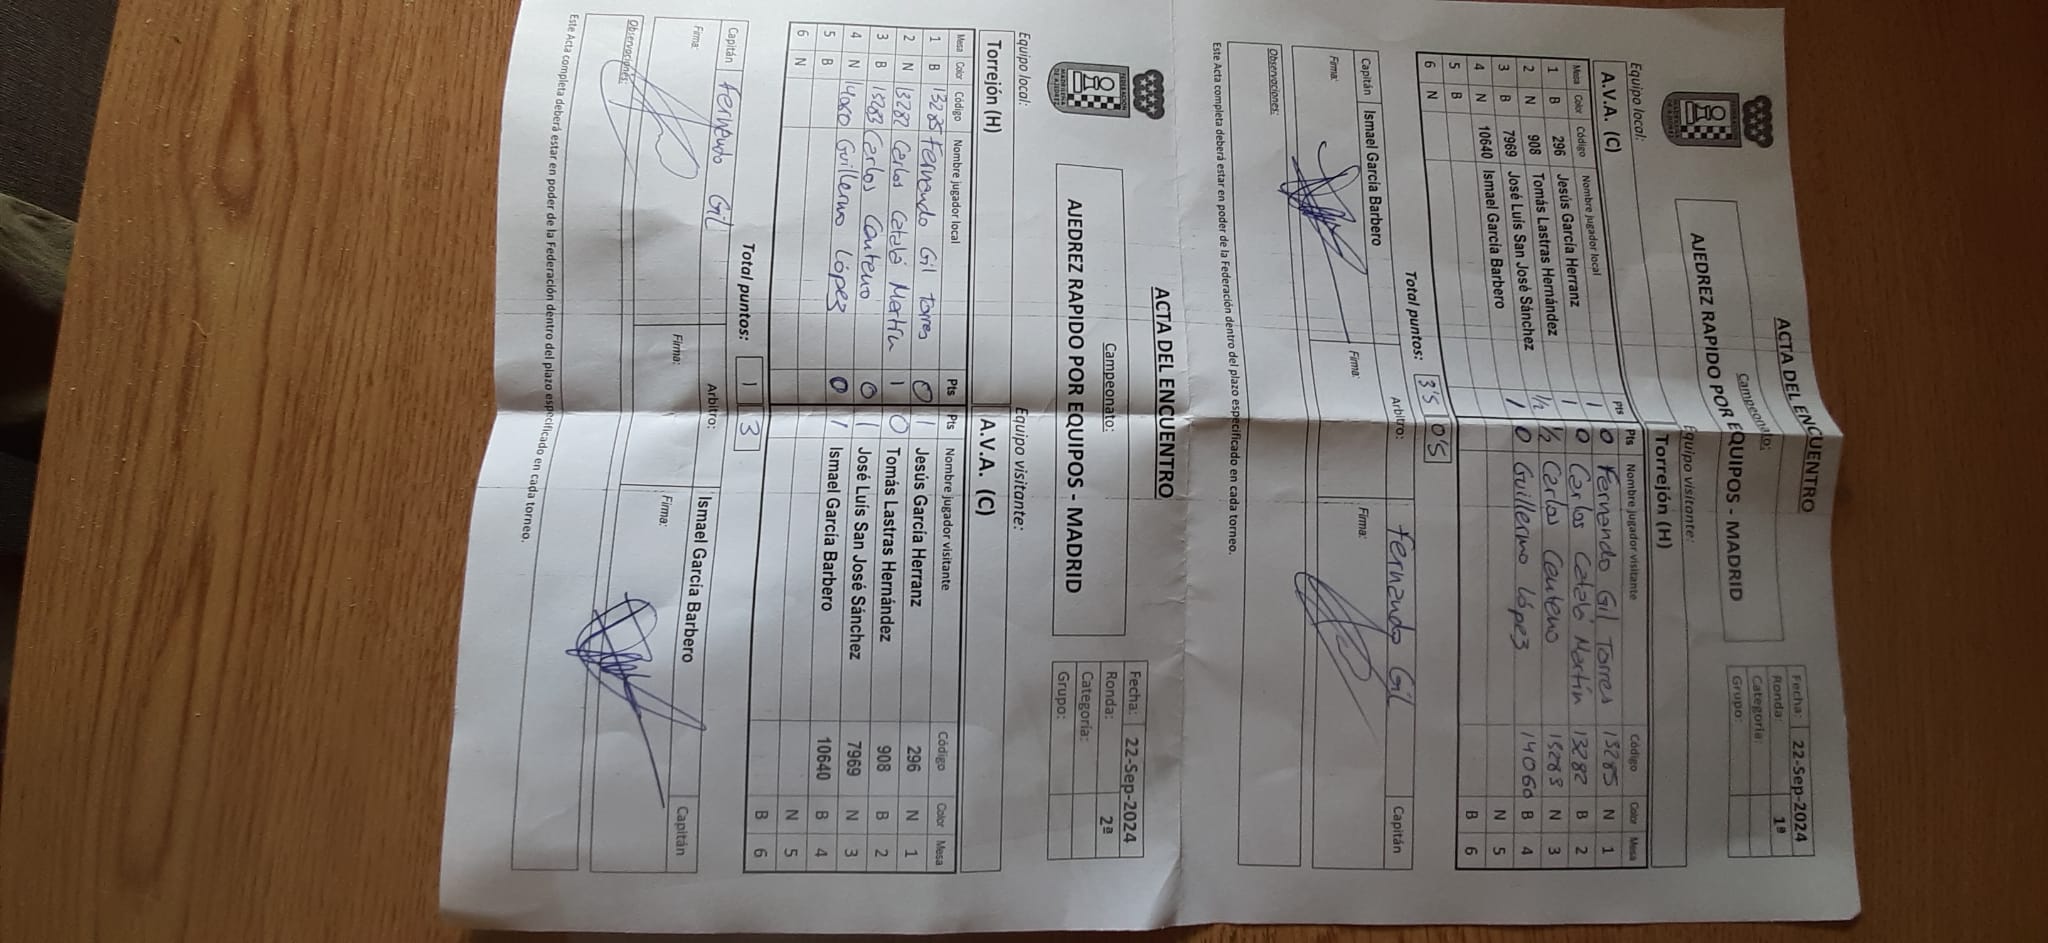 ACTA DEL ENCUENTRO
FEDERACION
MADRILEÑA
DE AJEDREZ
Campeonato:
AJEDREZ RAPIDO POR EQUIPOS - MADRID
Fecha: 22-Sep-2024
Ronda: 1ª
Categoría:
Grupo:
Equipo local: Equipo visitante:
A.V.A. (C) Torrejón (H)
Mesa Color Código Nombre jugador local Pts Pts Nombre jugador visitante Código Color Mesa
1 B 296 Jesús García Herranz 1 0 Fernando Gil Torres 13285 N 1
2 N 908 Tomás Lastras Hernández 1 0 Carlos Catalá Martín 13282 B 2
3 B 7969 José Luís San José Sánchez 1/2 1/2 Carlos Centeno 15283 N 3
4 N 10640 Ismael García Barbero 1 0 Guillermo López 14060 B 4
5 B N 5
6 N B 6
Total puntos: 3'5 0'5
Capitán Ismael García Barbero Arbitro: Fernando Gil Capitán
Firma: Firma: Firma:
Observaciones:
Este Acta completa deberá estar en poder de la Federación dentro del plazo especificado en cada torneo.
ACTA DEL ENCUENTRO
FEDERACION
MADRILEÑA
DE AJEDREZ
Campeonato:
AJEDREZ RAPIDO POR EQUIPOS - MADRID
Fecha: 22-Sep-2024
Ronda: 2ª
Categoría:
Grupo:
Equipo local: Equipo visitante:
Torrejón (H) A.V.A. (C)
Mesa Color Código Nombre jugador local Pts Pts Nombre jugador visitante Código Color Mesa
1 B 13285 Fernando Gil Torres 0 1 Jesús García Herranz 296 N 1
2 N 13282 Carlos Catalá Martín 1 0 Tomás Lastras Hernández 908 B 2
3 B 15283 Carlos Centeno 0 1 José Luís San José Sánchez 7969 N 3
4 N 14060 Guillermo López 0 1 Ismael García Barbero 10640 B 4
5 B N 5
6 N B 6
Total puntos: 1 3
Capitán Fernando Gil Arbitro: Ismael García Barbero Capitán
Firma: Firma: Firma:
Observaciones:
Este Acta completa deberá estar en poder de la Federación dentro del plazo especificado en cada torneo.